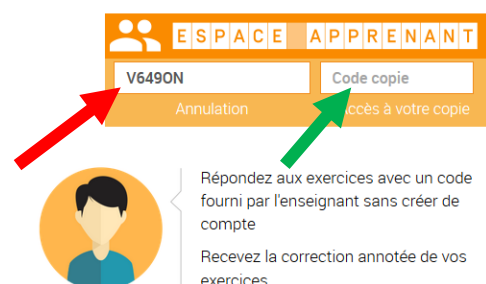 ESPACE APPRENANT
V649ON Code copie
Annulation ccès à votre copie
Répondez aux exercices avec un code
fourni par l'enseignant sans créer de
compte
Recevez la correction annotée de vos
exercices